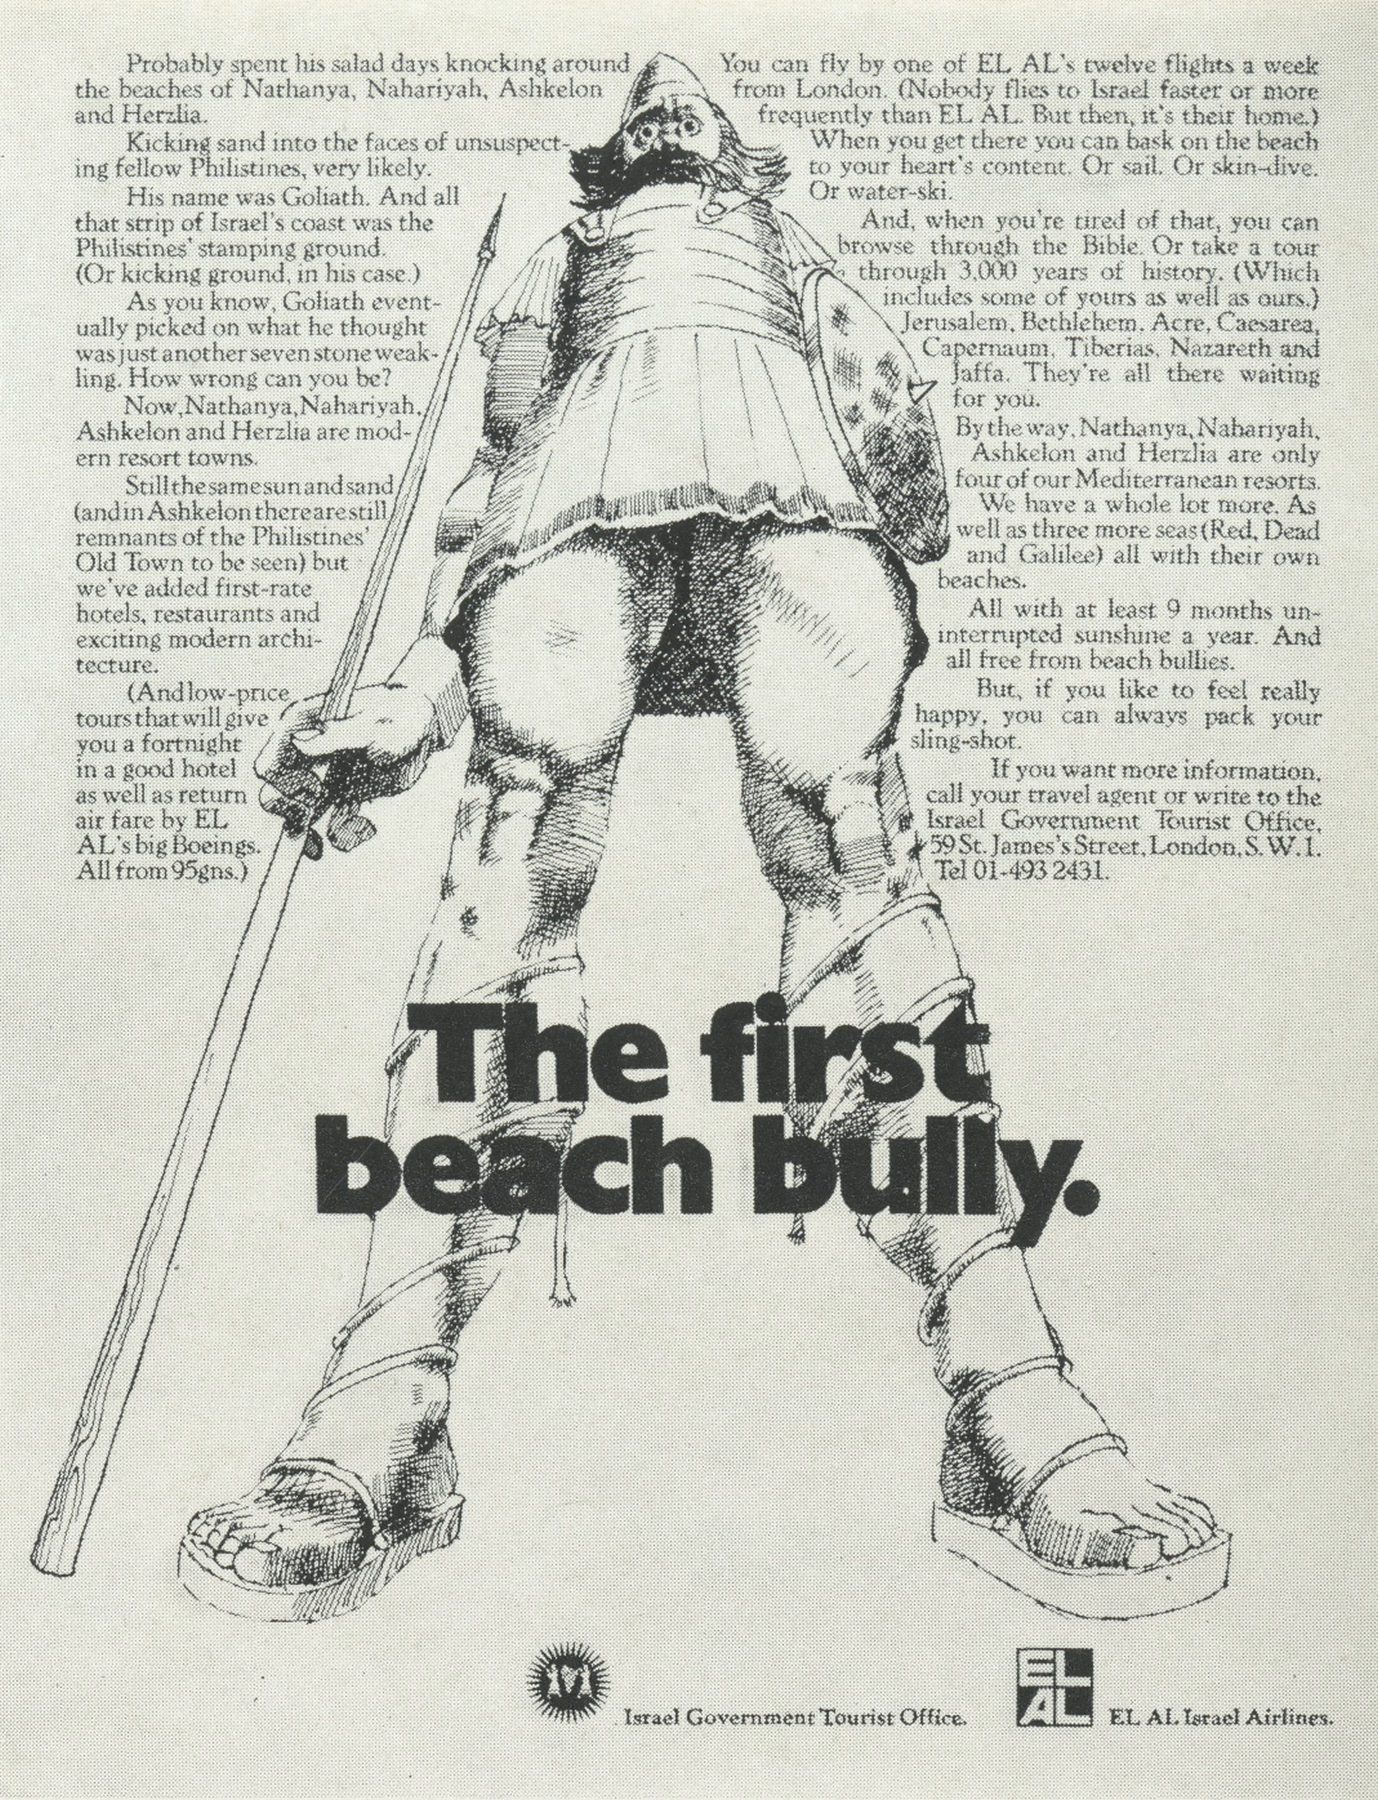 Probably spent his salad days knocking around
the beaches of Nathanya, Nahariyah, Ashkelon
and Herzlia.
Kicking sand into the faces of unsuspect-
ing fellow Philistines, very likely.
His name was Goliath. And all
that strip of Israel's coast was the
Philistines' stamping ground.
(Or kicking ground, in his case.)
As you know, Goliath event-
ually picked on what he thought
was just another seven stone weak-
ling. How wrong can you be?
Now, Nathanya, Nahariyah,
Ashkelon and Herzlia are mod-
ern resort towns.
Still the same sun and sand
(and in Ashkelon there are still
remnants of the Philistines'
Old Town to be seen) but
we've added first-rate
hotels, restaurants and
exciting modern archi-
tecture.
(And low-price
tours that will give
you a fortnight
in a good hotel
as well as return
air fare by EL
AL's big Boeings.
All from 95gns.)
You can fly by one of EL AL's twelve flights a week
from London. (Nobody flies to Israel faster or more
frequently than EL AL. But then, it's their home.)
When you get there you can bask on the beach
to your heart's content. Or sail. Or skin-dive.
Or water-ski.
And, when you're tired of that, you can
browse through the Bible. Or take a tour
through 3,000 years of history. (Which
includes some of yours as well as ours.)
Jerusalem, Bethlehem, Acre, Caesarea,
Capernaum, Tiberias, Nazareth and
Jaffa. They're all there waiting
for you.
By the way, Nathanya, Nahariyah,
Ashkelon and Herzlia are only
four of our Mediterranean resorts.
We have a whole lot more. As
well as three more seas (Red, Dead
and Galilee) all with their own
beaches.
All with at least 9 months un-
interrupted sunshine a year. And
all free from beach bullies.
But, if you like to feel really
happy, you can always pack your
sling-shot.
If you want more information,
call your travel agent or write to the
Israel Government Tourist Office,
59 St. James's Street, London, S.W.1.
Tel 01-493 2431.
The first
beach bully.
Israel Government Tourist Office.
EL
AL
EL AL Israel Airlines.